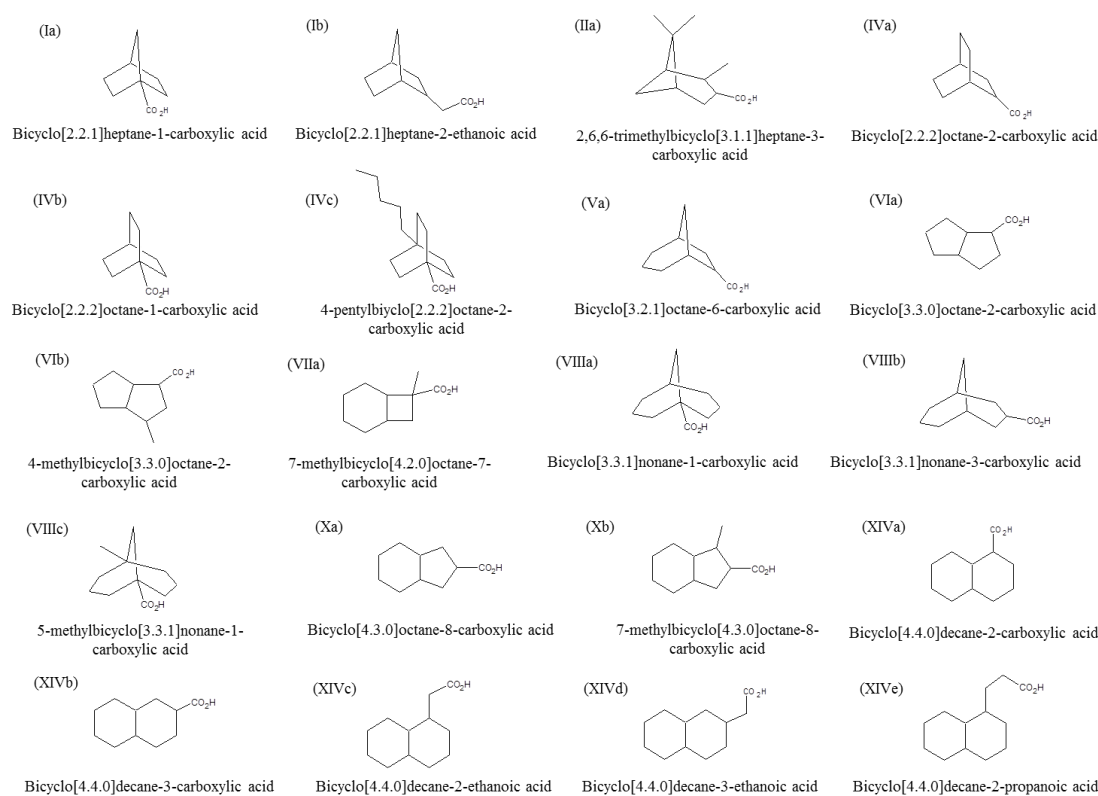 (Ia)
(Ib)
(IIa)
(IVa)
CO2H
CO2H
CO2H
CO2H
Bicyclo[2.2.1]heptane-1-carboxylic acid
Bicyclo[2.2.1]heptane-2-ethanoic acid
2,6,6-trimethylbicyclo[3.1.1]heptane-3-
carboxylic acid
Bicyclo[2.2.2]octane-2-carboxylic acid
(IVb)
(IVc)
(Va)
(VIa)
CO2H
CO2H
CO2H
CO2H
Bicyclo[2.2.2]octane-1-carboxylic acid
4-pentylbicyclo[2.2.2]octane-2-
carboxylic acid
Bicyclo[3.2.1]octane-6-carboxylic acid
Bicyclo[3.3.0]octane-2-carboxylic acid
(VIb)
(VIIa)
(VIIIa)
(VIIIb)
CO2H
CO2H
CO2H
CO2H
4-methylbicyclo[3.3.0]octane-2-
carboxylic acid
7-methylbicyclo[4.2.0]octane-7-
carboxylic acid
Bicyclo[3.3.1]nonane-1-carboxylic acid
Bicyclo[3.3.1]nonane-3-carboxylic acid
(VIIIc)
(Xa)
(Xb)
(XIVa)
CO2H
CO2H
CO2H
CO2H
5-methylbicyclo[3.3.1]nonane-1-
carboxylic acid
Bicyclo[4.3.0]octane-8-carboxylic acid
7-methylbicyclo[4.3.0]octane-8-
carboxylic acid
Bicyclo[4.4.0]decane-2-carboxylic acid
(XIVb)
(XIVc)
(XIVd)
(XIVe)
CO2H
CO2H
CO2H
CO2H
Bicyclo[4.4.0]decane-3-carboxylic acid
Bicyclo[4.4.0]decane-2-ethanoic acid
Bicyclo[4.4.0]decane-3-ethanoic acid
Bicyclo[4.4.0]decane-2-propanoic acid